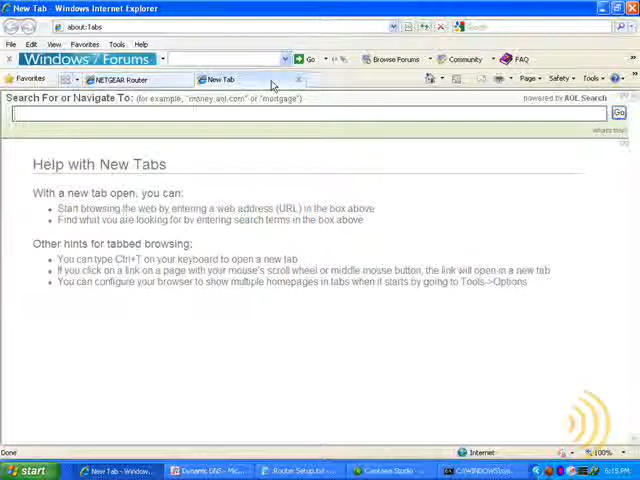 New Tab - Windows Internet Explorer
about:Tabs
Google
File Edit View Favorites Tools Help
Windows 7 Forums Go Browse Forums Community FAQ
Favorites NETGEAR Router New Tab Page Safety Tools
Search For or Navigate To: (for example, "money.aol.com" or "mortgage") powered by AOL Search
Go
what's this?
Help with New Tabs
With a new tab open, you can:
Start browsing the web by entering a web address (URL) in the box above
Find what you are looking for by entering search terms in the box above
Other hints for tabbed browsing:
You can type Ctrl+T on your keyboard to open a new tab
If you click on a link on a page with your mouse's scroll wheel or middle mouse button, the link will open in a new tab
You can configure your browser to show multiple homepages in tabs when it starts by going to Tools->Options
Done Internet 100%
start New Tab - Window... Dynamic DNS - Mic... Router Setup.txt - ... Camtasia Studio - ... C:\WINDOWS\sys... 6:15 PM